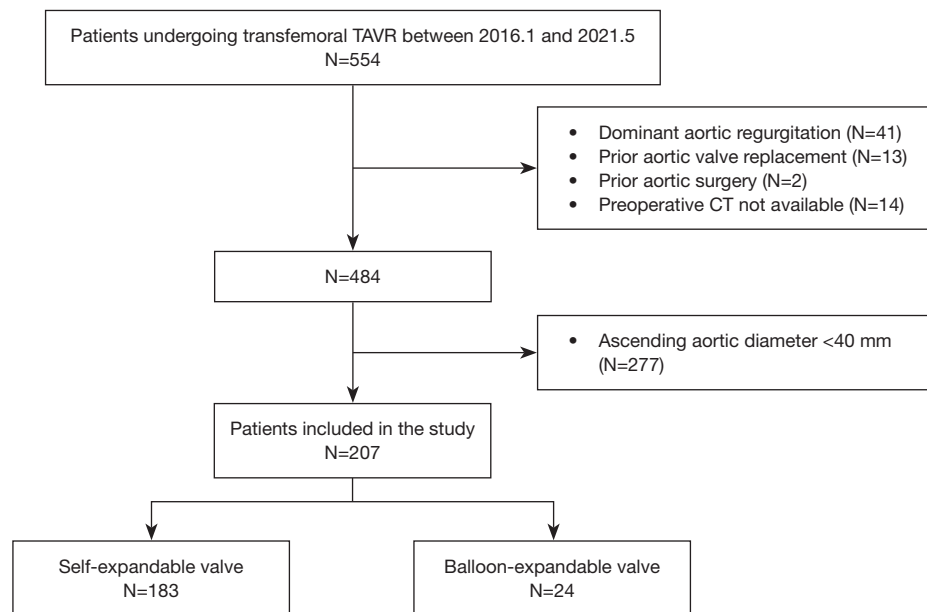 Patients undergoing transfemoral TAVR between 2016.1 and 2021.5
N=554
• Dominant aortic regurgitation (N=41)
• Prior aortic valve replacement (N=13)
• Prior aortic surgery (N=2)
• Preoperative CT not available (N=14)
N=484
• Ascending aortic diameter <40 mm
(N=277)
Patients included in the study
N=207
Self-expandable valve
N=183
Balloon-expandable valve
N=24